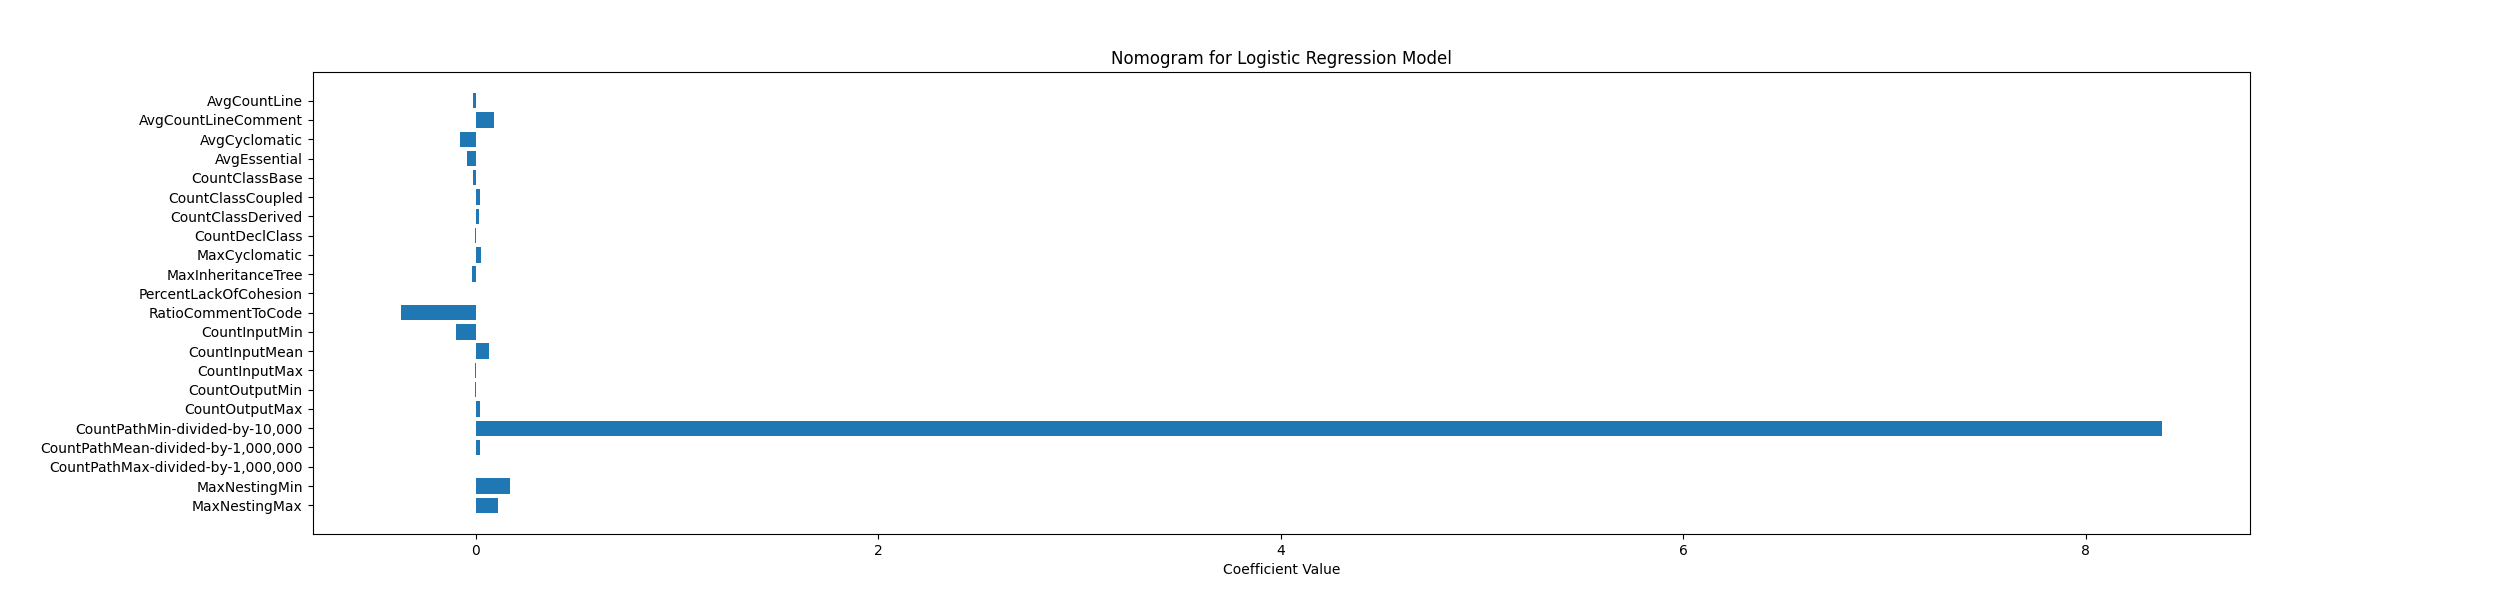 Nomogram for Logistic Regression Model
AvgCountLine
AvgCountLineComment
AvgCyclomatic
AvgEssential
CountClassBase
CountClassCoupled
CountClassDerived
CountDeclClass
MaxCyclomatic
MaxInheritanceTree
PercentLackOfCohesion
RatioCommentToCode
CountInputMin
CountInputMean
CountInputMax
CountOutputMin
CountOutputMax
CountPathMin-divided-by-10,000
CountPathMean-divided-by-1,000,000
CountPathMax-divided-by-1,000,000
MaxNestingMin
MaxNestingMax
0 2 4 6 8
Coefficient Value